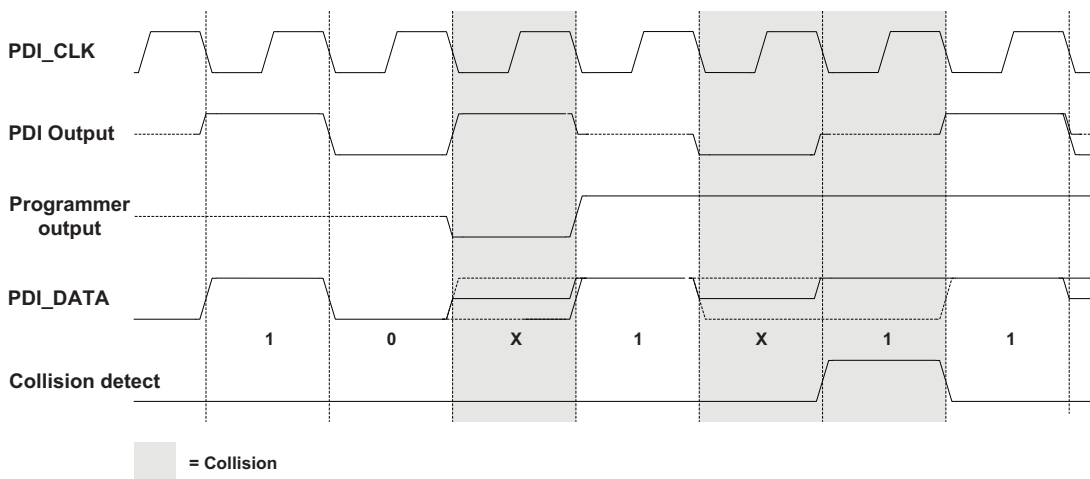 PDI_CLK
PDI Output
Programmer
output
PDI_DATA
1 0 X 1 X 1 1
Collision detect
= Collision